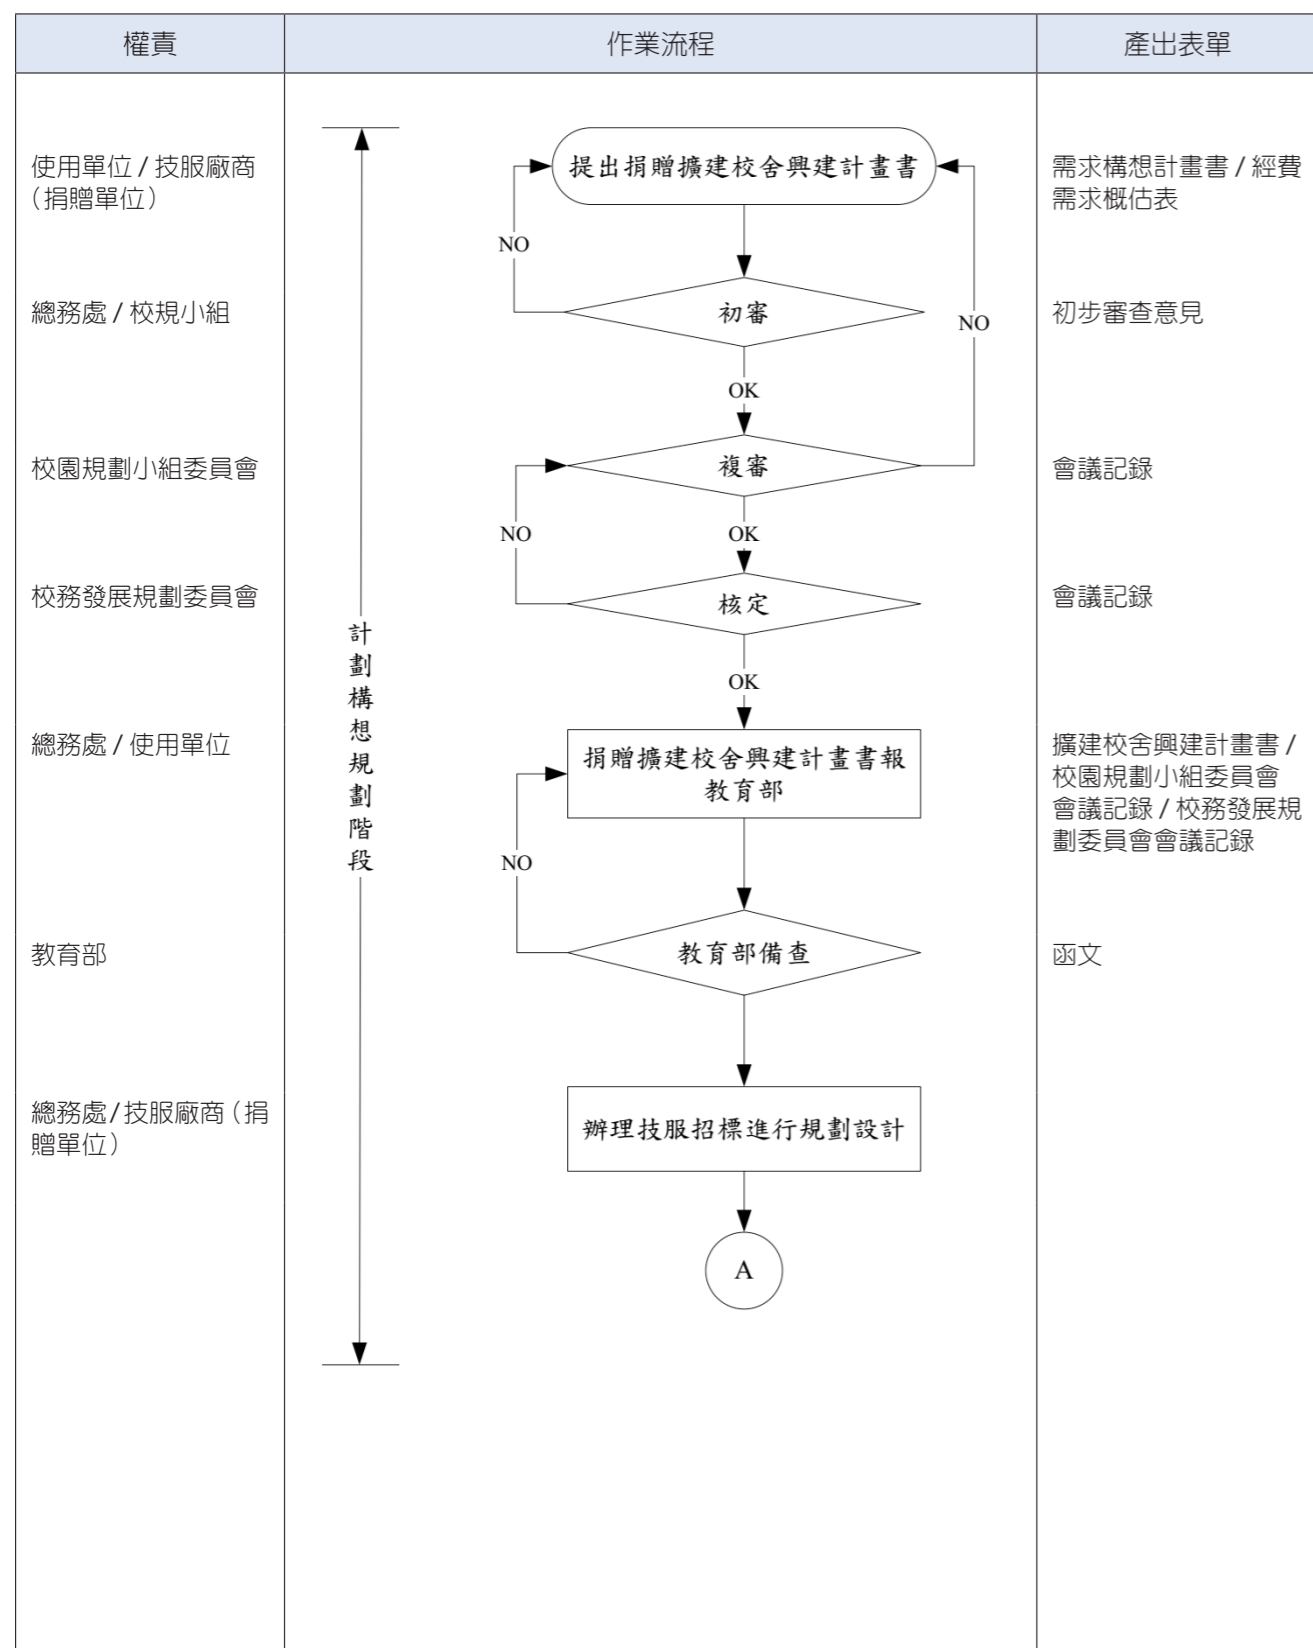 權責
作業流程
產出表單
使用單位 / 技服廠商
（捐贈單位）
提出捐贈擴建校舍興建計畫書
需求構想計畫書 / 經費
需求概估表
NO
總務處 / 校規小組
初審
NO
初步審查意見
OK
校園規劃小組委員會
複審
會議記錄
NO
OK
校務發展規劃委員會
核定
會議記錄
計
劃
構
想
規
劃
階
段
OK
總務處 / 使用單位
捐贈擴建校舍興建計畫書報
教育部
擴建校舍興建計畫書 /
校園規劃小組委員會
會議記錄 / 校務發展規
劃委員會會議記錄
NO
教育部
教育部備查
函文
總務處/技服廠商（捐
贈單位）
辦理技服招標進行規劃設計
A